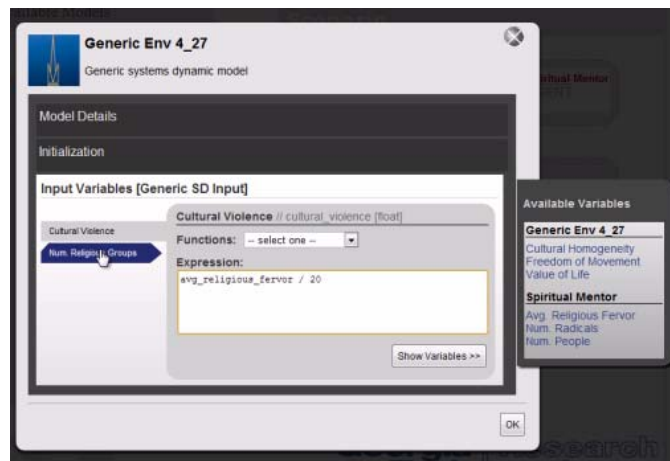 Generic Env 4_27
Generic systems dynamic model
Spiritual Mentor
Model Details
Initialization
Input Variables [Generic SD Input]
Cultural Violence
Num. Religious Groups
Cultural Violence // cultural_violence [float]
Functions: -- select one --
Expression:
avg_religious_fervor / 20
Show Variables >>
Available Variables
Generic Env 4_27
Cultural Homogeneity
Freedom of Movement
Value of Life
Spiritual Mentor
Avg. Religious Fervor
Num. Radicals
Num. People
OK
Georgia Research